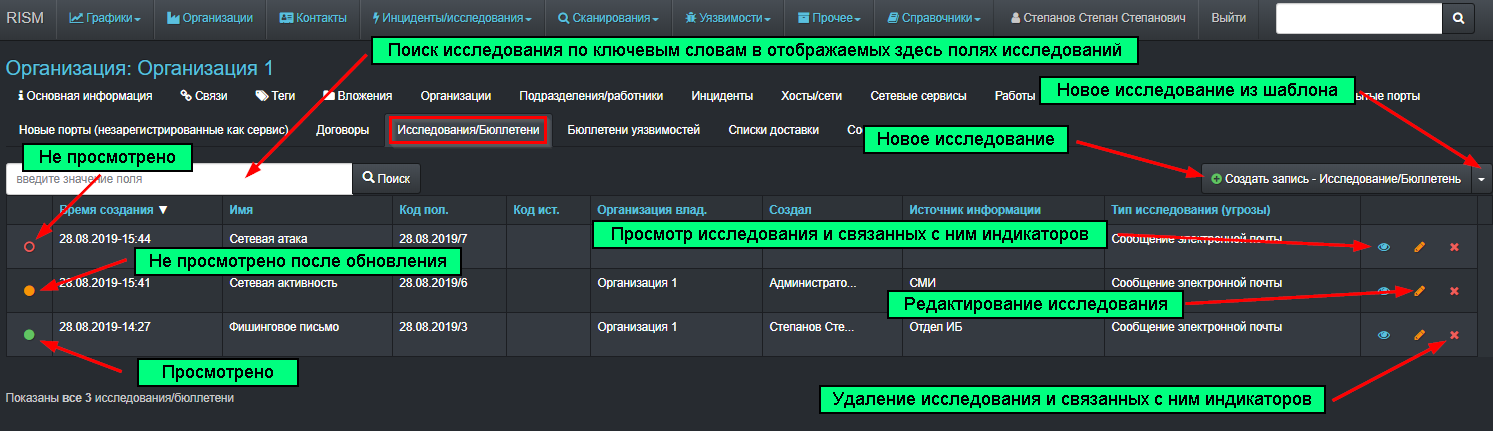 RISM Графики Организации Контакты Инциденты/исследования Сканирования Уязвимости Прочее Справочники Степанов Степан Степанович Выйти
Поиск исследования по ключевым словам в отображаемых здесь полях исследований
Организация: Организация 1
Основная информация Связи Теги Вложения Организации Подразделения/работники Инциденты Хосты/сети Сетевые сервисы Работы Новое исследование из шаблона порты
Новые порты (незарегистрированные как сервис) Договоры Исследования/Бюллетени Бюллетени уязвимостей Списки доставки
Новое исследование
Не просмотрено
введите значение поля Поиск Создать запись - Исследование/Бюллетень
Время создания ▼ Имя Код пол. Код ист. Организация влад. Создал Источник информации Тип исследования (угрозы)
28.08.2019-15:44 Сетевая атака 28.08.2019/7 Сообщение электронной почты
Просмотр исследования и связанных с ним индикаторов
Не просмотрено после обновления
28.08.2019-15:41 Сетевая активность 28.08.2019/6 Организация 1 Администрато... СМИ Сообщение электронной почты
Редактирование исследования
28.08.2019-14:27 Фишинговое письмо 28.08.2019/3 Организация 1 Степанов Сте... Отдел ИБ Сообщение электронной почты
Просмотрено
Показаны все 3 исследования/бюллетени
Удаление исследования и связанных с ним индикаторов